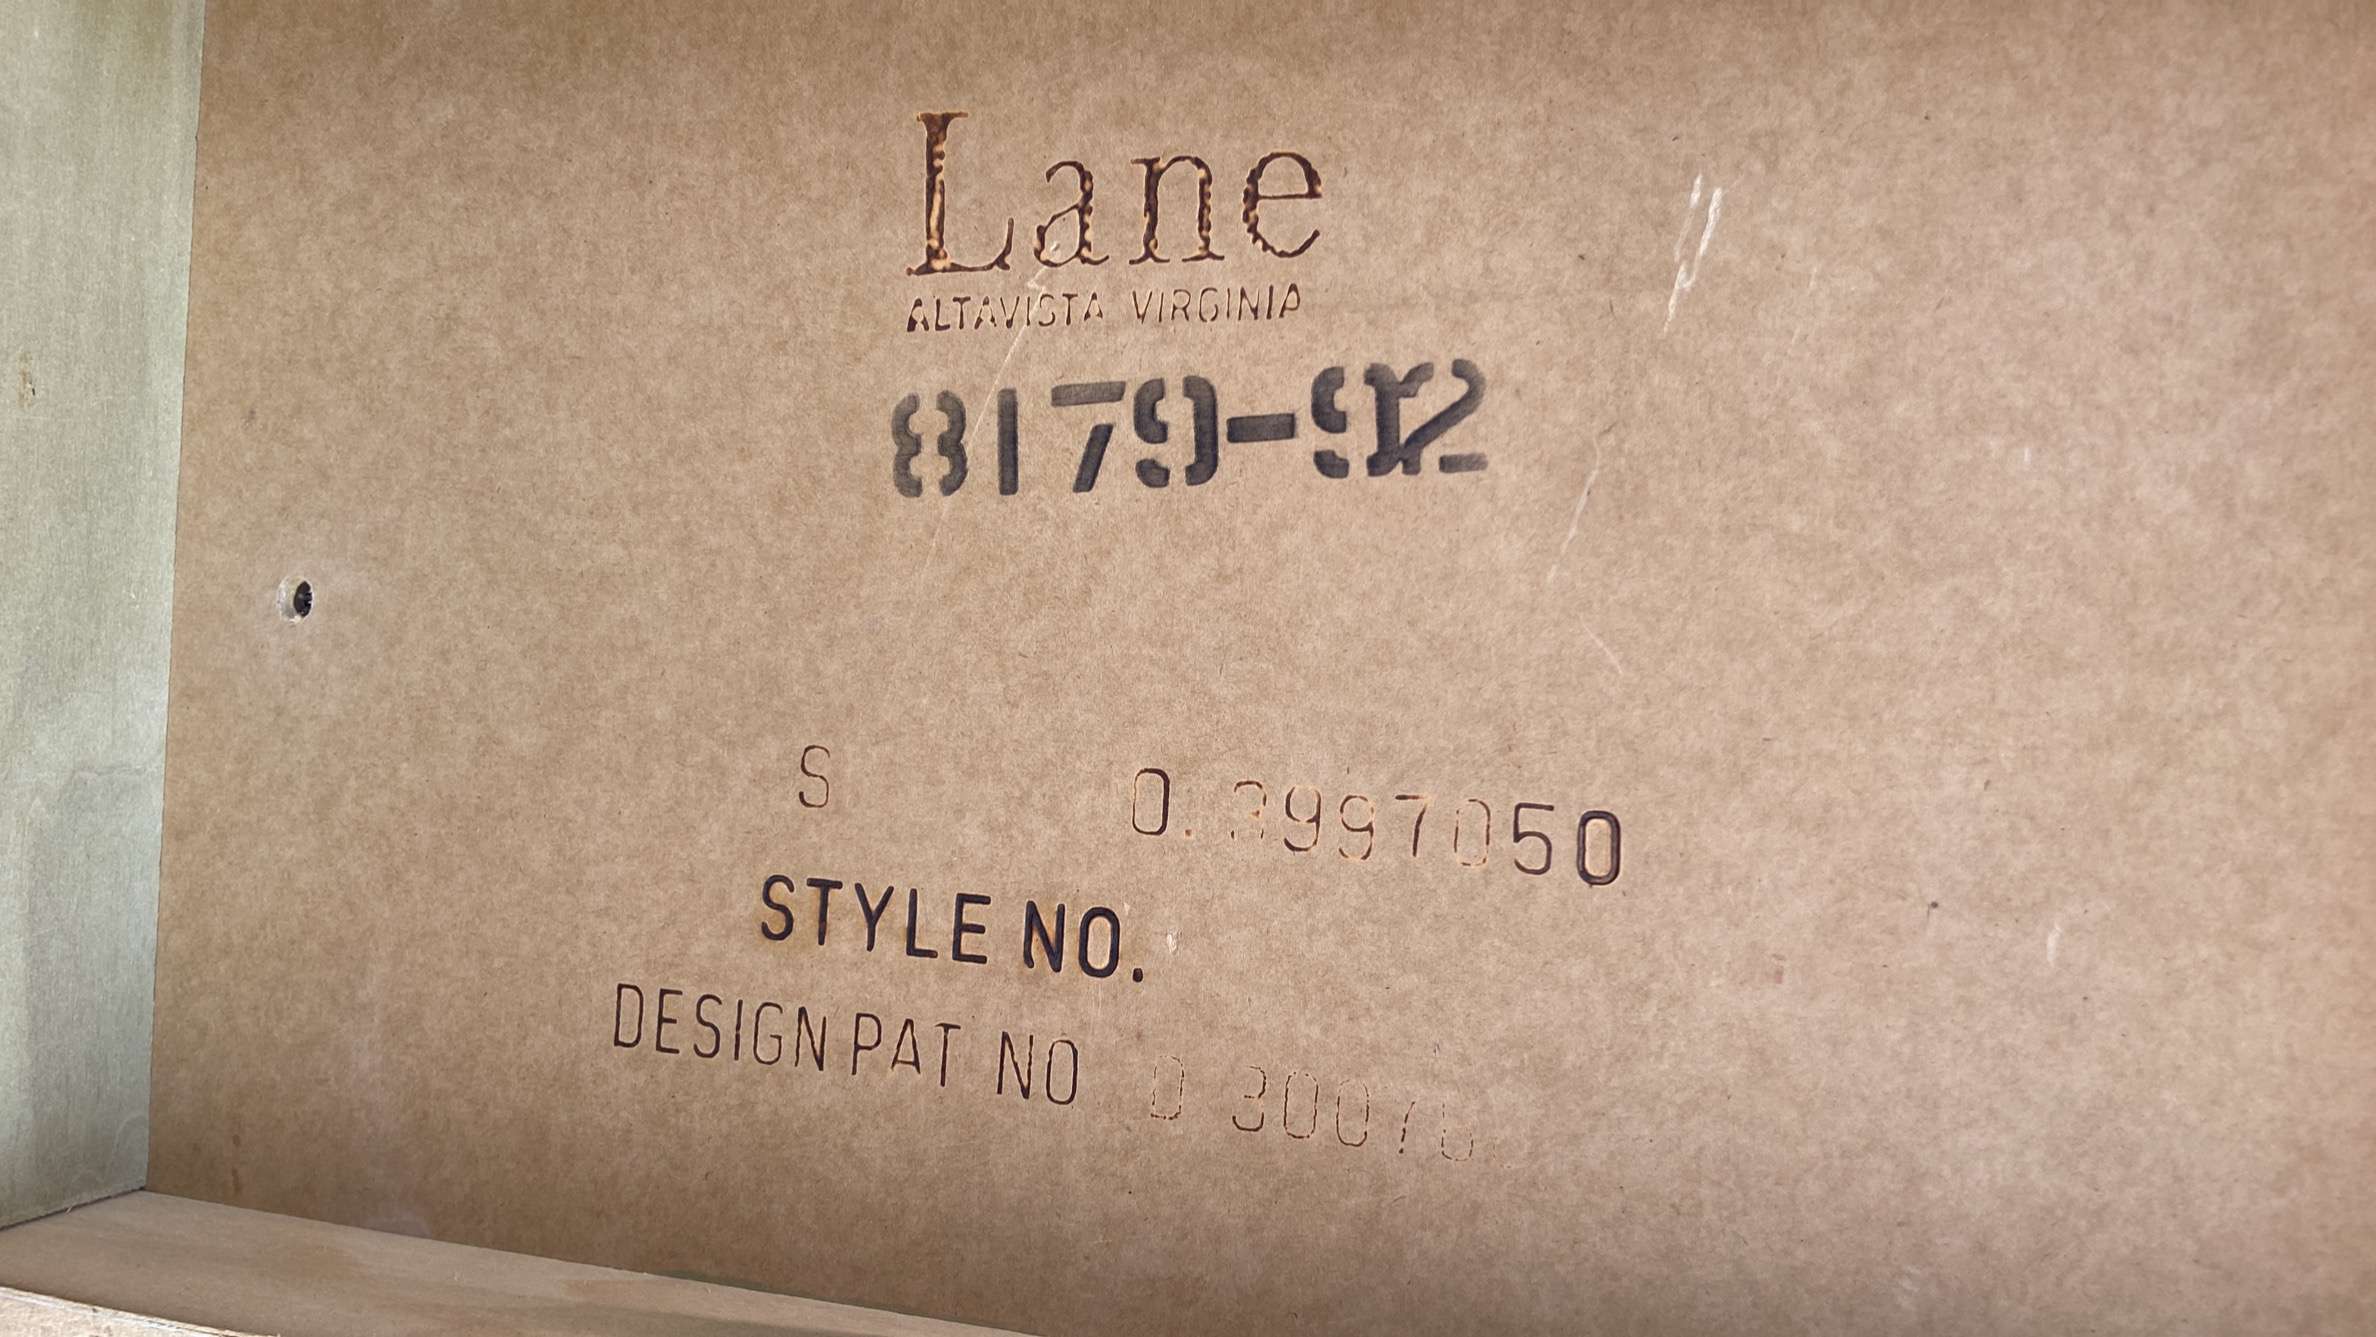 Lane
ALTAVISTA VIRGINIA
8179-92
S 0.3997050
STYLE NO.
DESIGN PAT NO